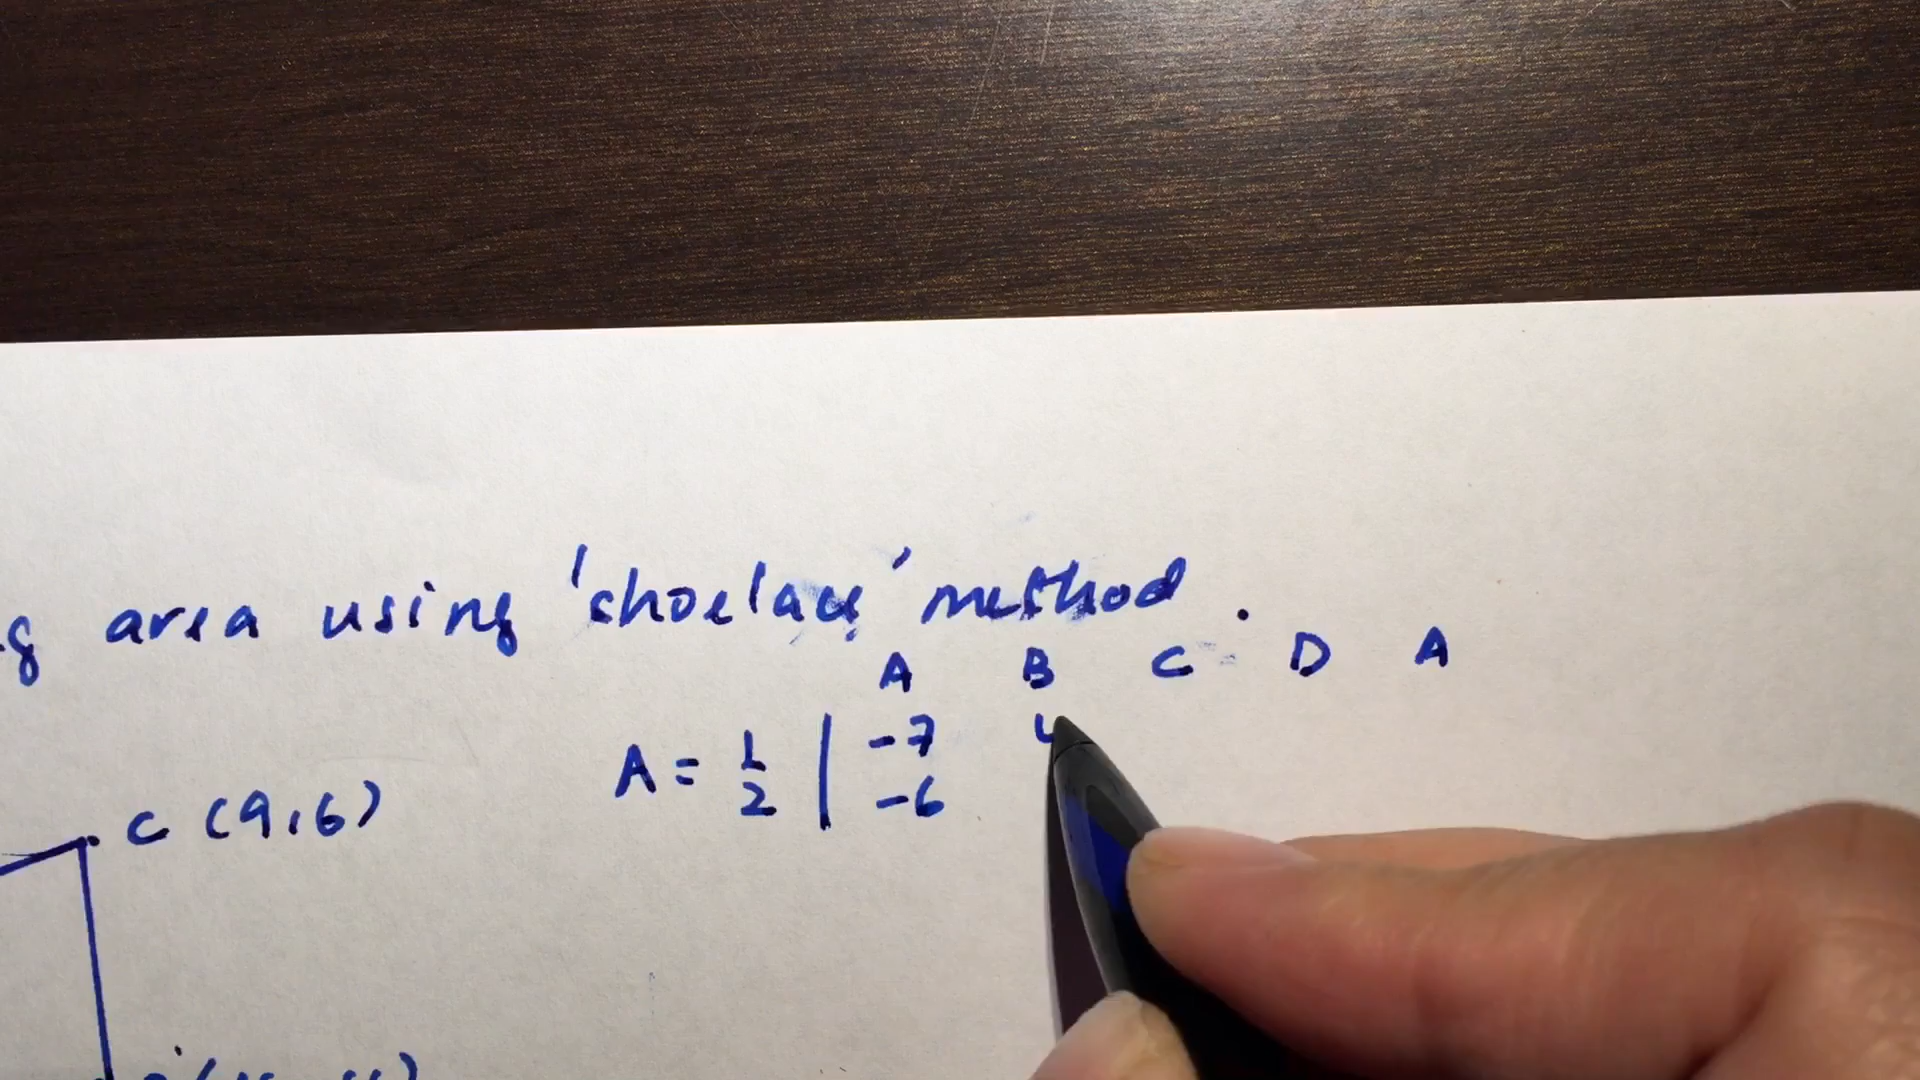 area using 'shoelace' method.
A B C D A
A = 1/2 | -7
-6
C (9,6)